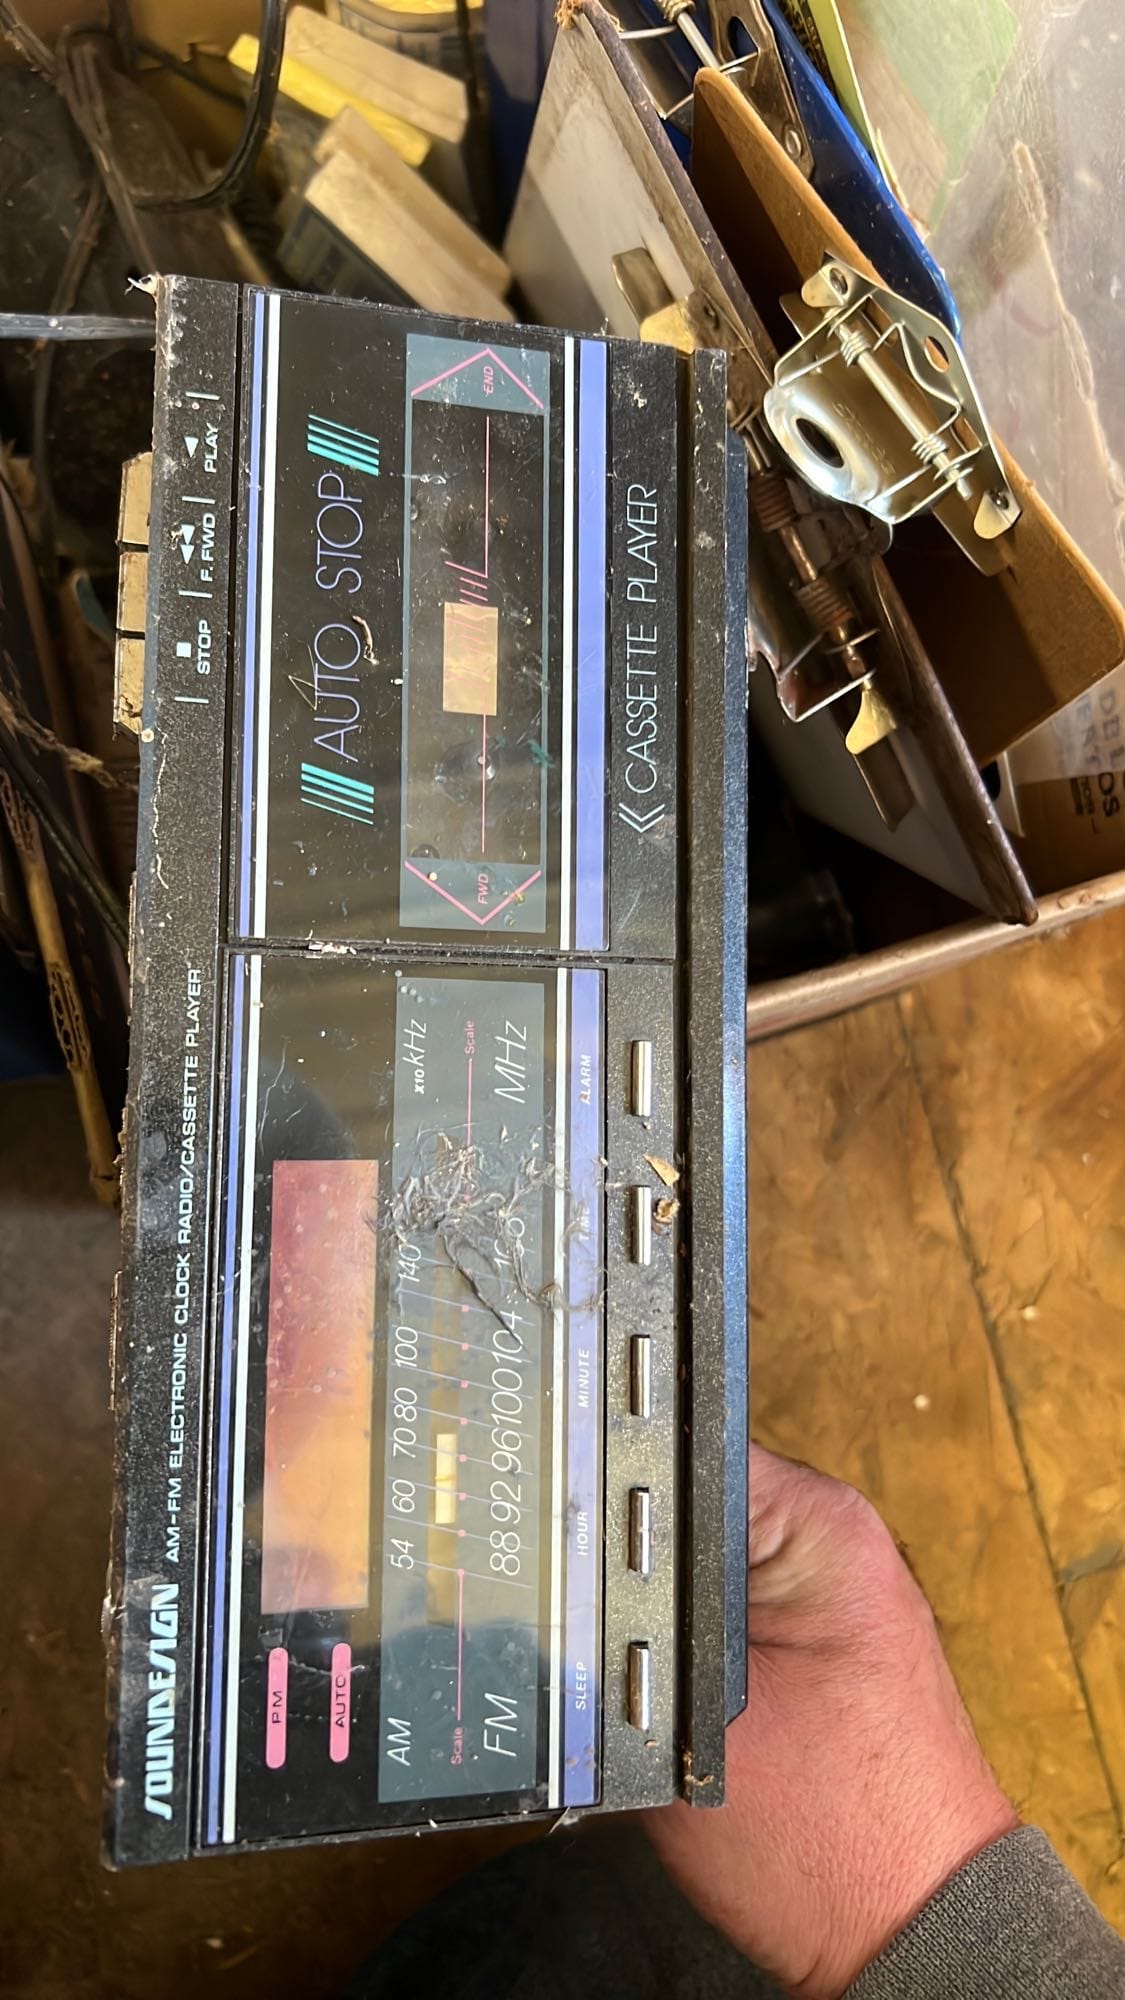 SOUNDESIGN AM-FM ELECTRONIC CLOCK RADIO/CASSETTE PLAYER
STOP F.FWD PLAY
PM
AUTO
AM 54 60 70 80 100 140 X10 kHz
Scale Scale
FM 88 92 96 100 104 108 MHz
SLEEP HOUR MINUTE TIME ALARM
AUTO STOP
FWD END
CASSETTE PLAYER